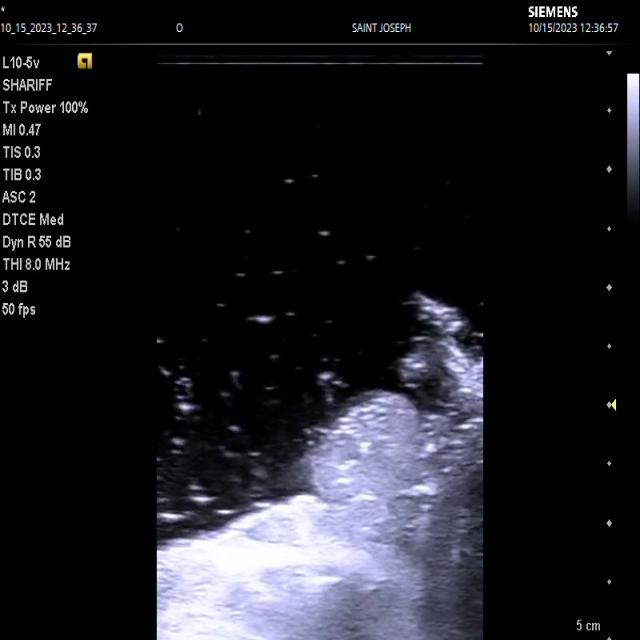 *
SIEMENS
10_15_2023_12_36_37 O SAINT JOSEPH 10/15/2023 12:36:57
L10-5v
SHARIFF
Tx Power 100%
MI 0.47
TIS 0.3
TIB 0.3
ASC 2
DTCE Med
Dyn R 55 dB
THI 8.0 MHz
3 dB
50 fps
5 cm